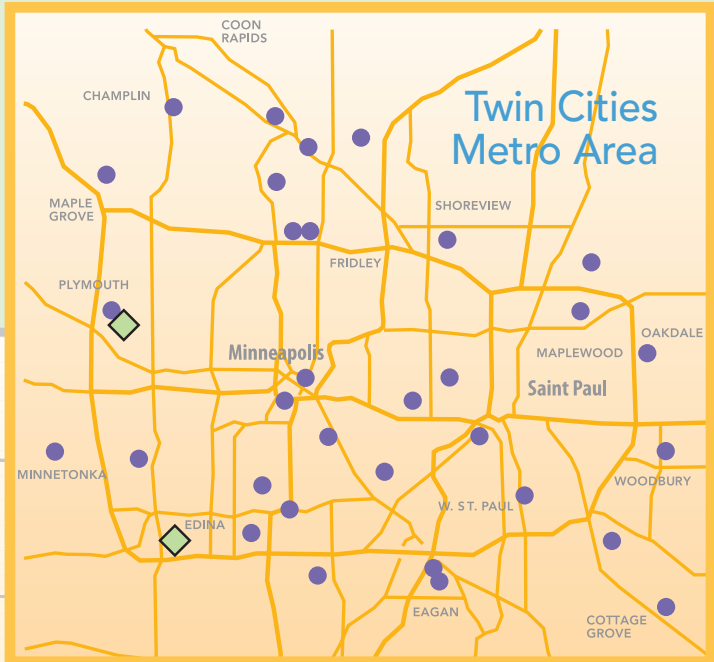 COON
RAPIDS
CHAMPLIN
Twin Cities
Metro Area
MAPLE
GROVE
SHOREVIEW
FRIDLEY
PLYMOUTH
OAKDALE
Minneapolis
MAPLEWOOD
Saint Paul
MINNETONKA
WOODBURY
W. ST. PAUL
EDINA
EAGAN
COTTAGE
GROVE